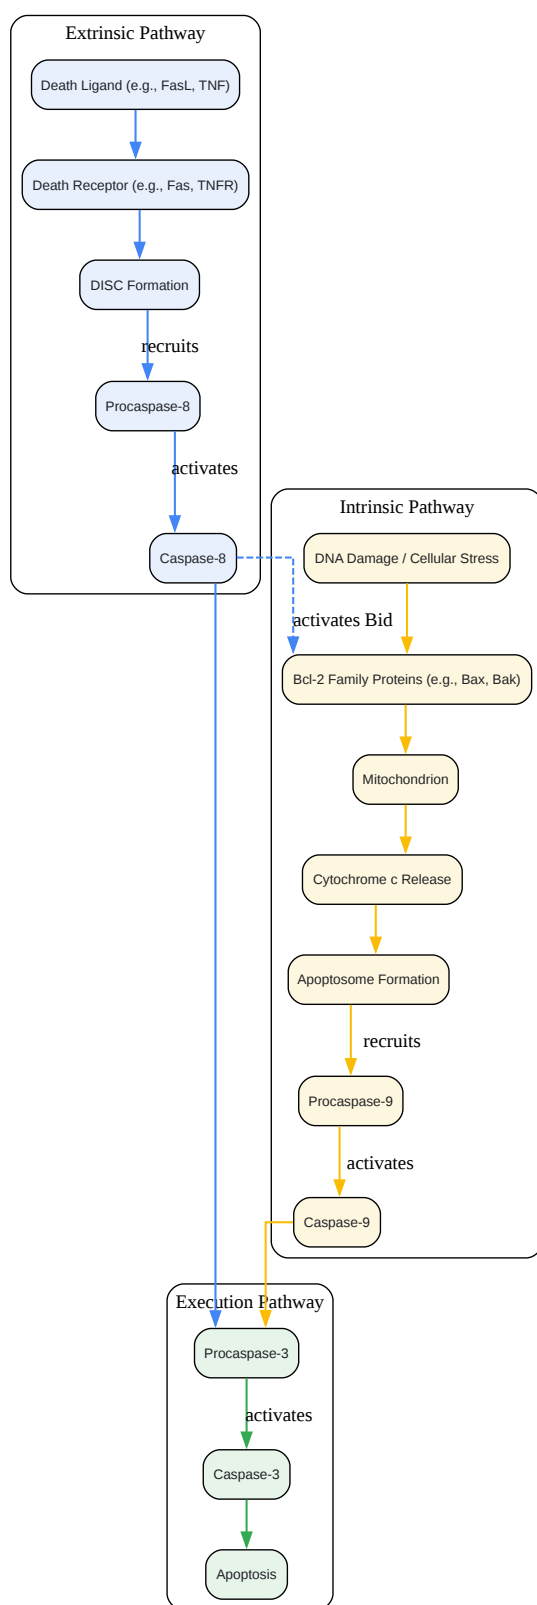 Extrinsic Pathway
Death Ligand (e.g., FasL, TNF)
Death Receptor (e.g., Fas, TNFR)
DISC Formation
recruits
Procaspase-8
activates
Caspase-8
Intrinsic Pathway
DNA Damage / Cellular Stress
activates Bid
Bcl-2 Family Proteins (e.g., Bax, Bak)
Mitochondrion
Cytochrome c Release
Apoptosome Formation
recruits
Procaspase-9
activates
Caspase-9
Execution Pathway
Procaspase-3
activates
Caspase-3
Apoptosis